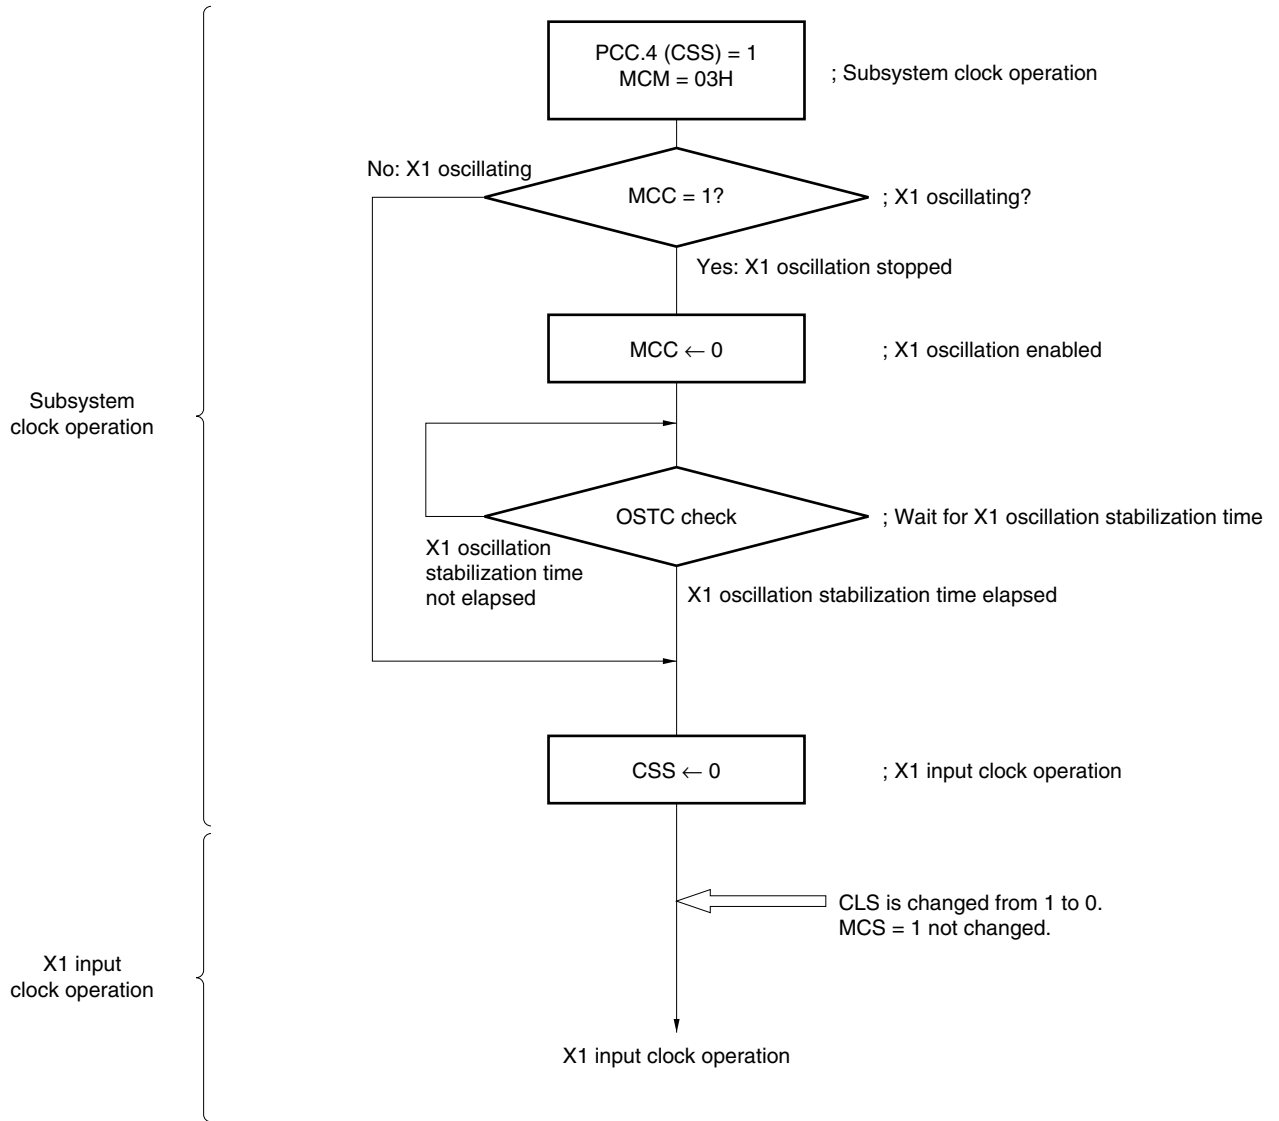 PCC.4 (CSS) = 1
MCM = 03H
; Subsystem clock operation
No: X1 oscillating
MCC = 1?
; X1 oscillating?
Yes: X1 oscillation stopped
MCC ← 0
; X1 oscillation enabled
Subsystem
clock operation
OSTC check
; Wait for X1 oscillation stabilization time
X1 oscillation
stabilization time
not elapsed
X1 oscillation stabilization time elapsed
CSS ← 0
; X1 input clock operation
CLS is changed from 1 to 0.
MCS = 1 not changed.
X1 input
clock operation
X1 input clock operation